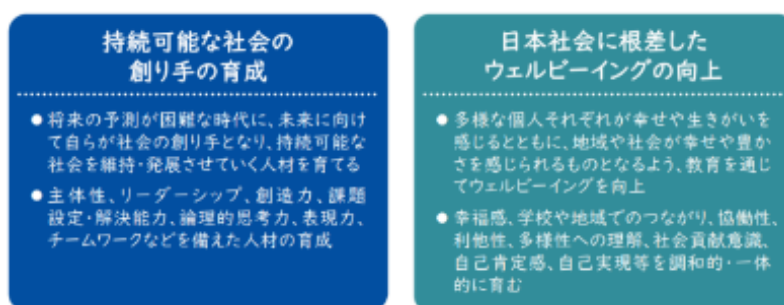 持続可能な社会の
創り手の育成
● 将来の予測が困難な時代に、未来に向け
て自らが社会の創り手となり、持続可能な
社会を維持・発展させていく人材を育てる
● 主体性、リーダーシップ、創造力、課題
設定・解決能力、論理的思考力、表現力、
チームワークなどを備えた人材の育成
日本社会に根差した
ウェルビーイングの向上
● 多様な個人それぞれが幸せや生きがいを
感じるとともに、地域や社会が幸せや豊か
さを感じられるものとなるよう、教育を通じ
てウェルビーイングを向上
● 幸福感、学校や地域でのつながり、協働性、
利他性、多様性への理解、社会貢献意識、
自己肯定感、自己実現等を調和的・一体
的に育む